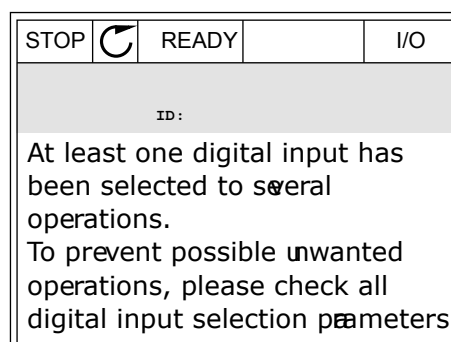 STOP READY I/O
ID:
At least one digital input has
been selected to several
operations.
To prevent possible unwanted
operations, please check all
digital input selection parameters